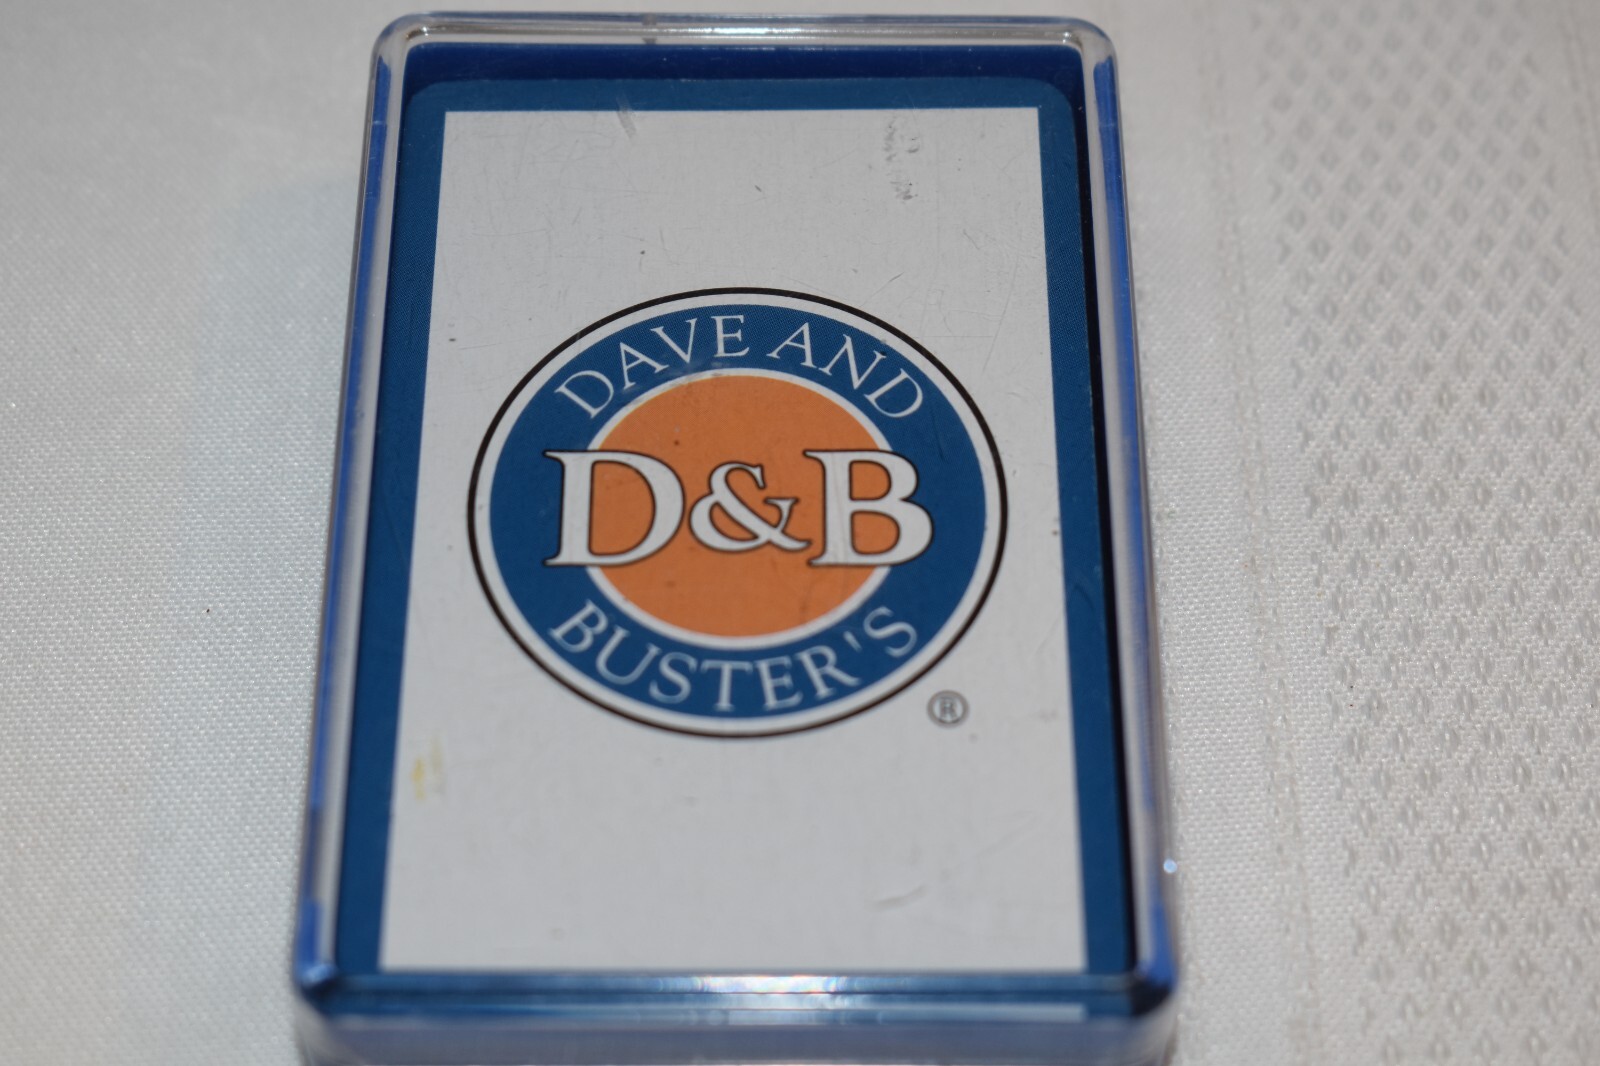 DAVE AND
D&B
BUSTER'S
®